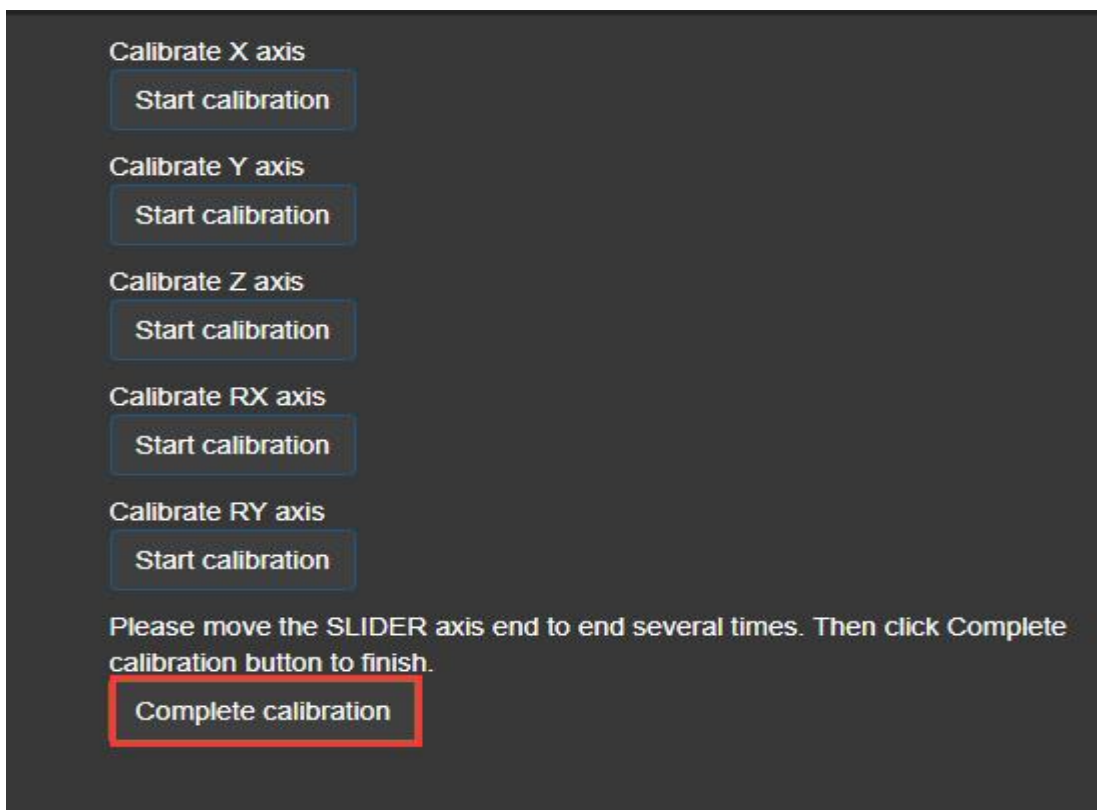 Calibrate X axis
Start calibration
Calibrate Y axis
Start calibration
Calibrate Z axis
Start calibration
Calibrate RX axis
Start calibration
Calibrate RY axis
Start calibration
Please move the SLIDER axis end to end several times. Then click Complete
calibration button to finish.
Complete calibration